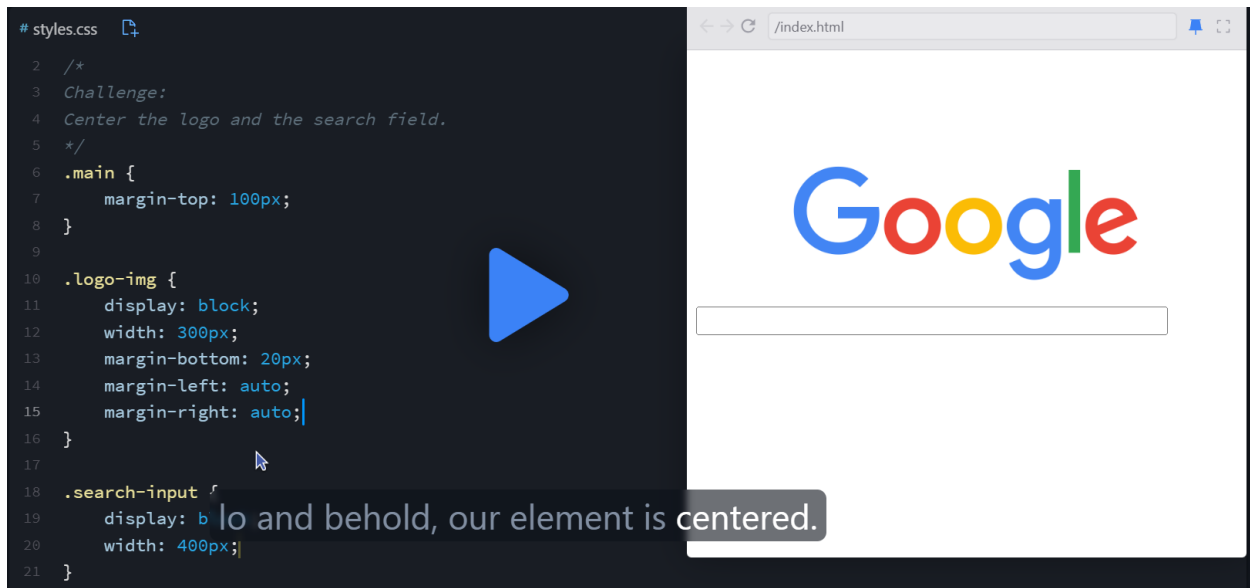 # styles.css
/index.html
2 /*
3 Challenge:
4 Center the logo and the search field.
5 */
6 .main {
7 margin-top: 100px;
8 }
9
10 .logo-img {
11 display: block;
12 width: 300px;
13 margin-bottom: 20px;
14 margin-left: auto;
15 margin-right: auto;
16 }
17
18 .search-input {
19 display: b
20 width: 400px;
21 }
Google
lo and behold, our element is centered.